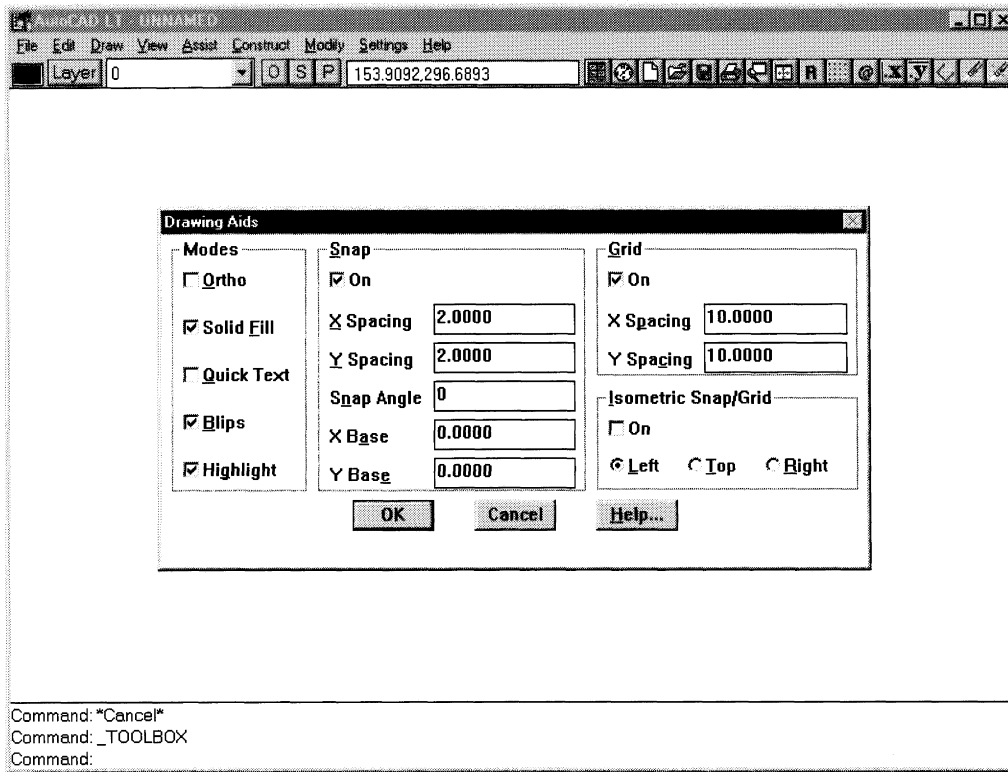 AutoCAD LT - UNNAMED
File Edit Draw View Assist Construct Modify Settings Help
Layer 0 O S P 153.9092,296.6893 R @ .X .Y
Drawing Aids
Modes
Ortho
Solid Fill
Quick Text
Blips
Highlight
Snap
On
X Spacing 2.0000
Y Spacing 2.0000
Snap Angle 0
X Base 0.0000
Y Base 0.0000
Grid
On
X Spacing 10.0000
Y Spacing 10.0000
Isometric Snap/Grid
On
Left Top Right
OK Cancel Help...
Command: *Cancel*
Command: _TOOLBOX
Command: